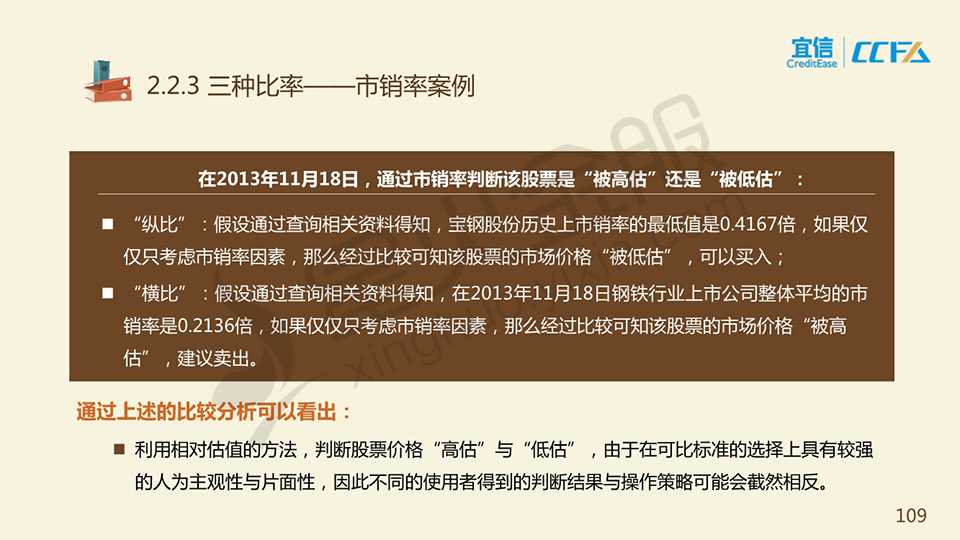 宜信
CreditEase
CCFA
2.2.3 三种比率——市销率案例
在2013年11月18日，通过市销率判断该股票是“被高估”还是“被低估”：
■ “纵比”：假设通过查询相关资料得知，宝钢股份历史上市销率的最低值是0.4167倍，如果仅
仅只考虑市销率因素，那么经过比较可知该股票的市场价格“被低估”，可以买入；
■ “横比”：假设通过查询相关资料得知，在2013年11月18日钢铁行业上市公司整体平均的市
销率是0.2136倍，如果仅仅只考虑市销率因素，那么经过比较可知该股票的市场价格“被高
估”，建议卖出。
通过上述的比较分析可以看出：
■ 利用相对估值的方法，判断股票价格“高估”与“低估”，由于在可比标准的选择上具有较强
的人为主观性与片面性，因此不同的使用者得到的判断结果与操作策略可能会截然相反。
109